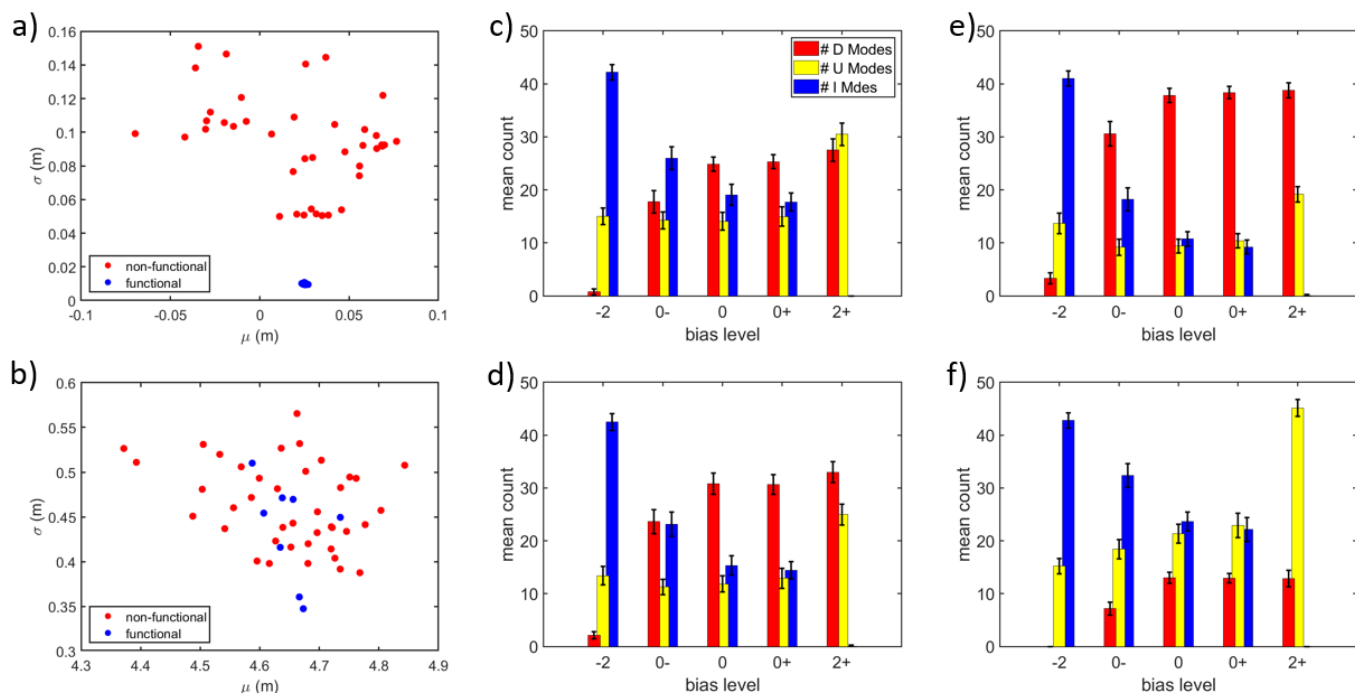 a)
0.16
0.14
0.12
0.1
0.08
0.06
0.04
0.02
0
σ (m)
non-functional
functional
-0.1
-0.05
0
0.05
0.1
μ (m)
c)
50
40
30
20
10
0
mean count
# D Modes
# U Modes
# I Mdes
-2
0-
0
0+
2+
bias level
e)
50
40
30
20
10
0
mean count
-2
0-
0
0+
2+
bias level
b)
0.6
0.55
0.5
0.45
0.4
0.35
0.3
σ (m)
non-functional
functional
4.3
4.4
4.5
4.6
4.7
4.8
4.9
μ (m)
d)
50
40
30
20
10
0
mean count
-2
0-
0
0+
2+
bias level
f)
50
40
30
20
10
0
mean count
-2
0-
0
0+
2+
bias level